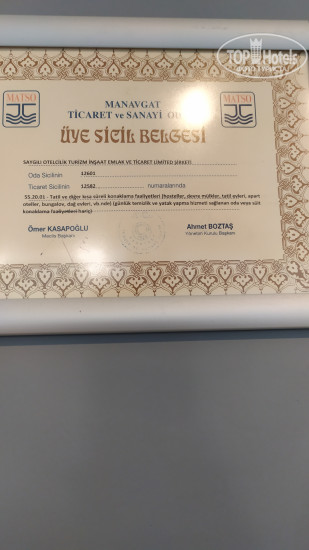 TOP Hotels
MATSO
MATSO
MANAVGAT
TİCARET ve SANAYİ
ÜYE SİCİL BELGESİ
SAYGILI OTELCİLİK TURİZM İNŞAAT EMLAK VE TİCARET LİMİTED ŞİRKETİ
Oda Sicilinin 12601
Ticaret Sicilinin 12582 numaralarında
55.20.01 - Tatil ve diğer kısa süreli konaklama faaliyetleri (hosteller, devre mülkler, tatil evleri, apart
oteller, bungalov, dağ evleri, vb.nde) (günlük temizlik ve yatak yapma hizmeti sağlanan oda veya süit
konaklama faaliyetleri hariç)
Ömer KASAPOĞLU
Meclis Başkanı
Ahmet BOZTAŞ
Yönetim Kurulu Başkanı